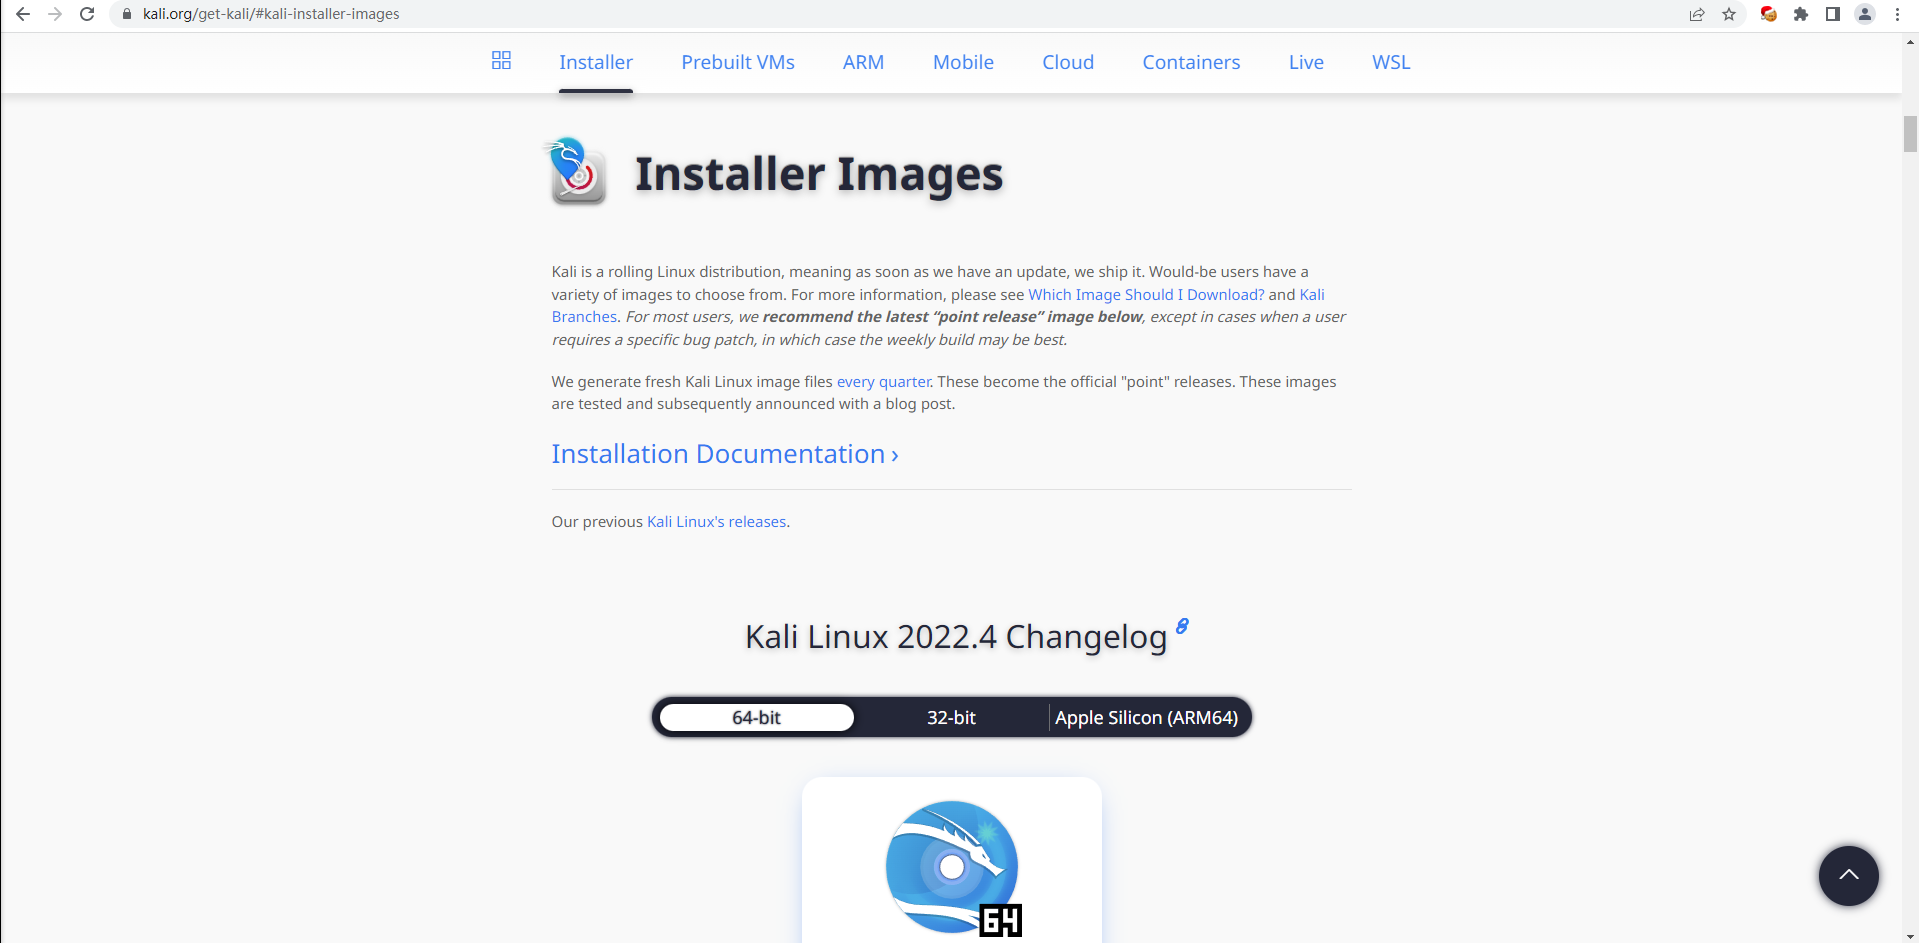 kali.org/get-kali/#kali-installer-images
Installer Prebuilt VMs ARM Mobile Cloud Containers Live WSL
Installer Images
Kali is a rolling Linux distribution, meaning as soon as we have an update, we ship it. Would-be users have a
variety of images to choose from. For more information, please see Which Image Should I Download? and Kali
Branches. For most users, we recommend the latest “point release” image below, except in cases when a user
requires a specific bug patch, in which case the weekly build may be best.
We generate fresh Kali Linux image files every quarter. These become the official "point" releases. These images
are tested and subsequently announced with a blog post.
Installation Documentation ›
Our previous Kali Linux's releases.
Kali Linux 2022.4 Changelog
64-bit 32-bit Apple Silicon (ARM64)
64